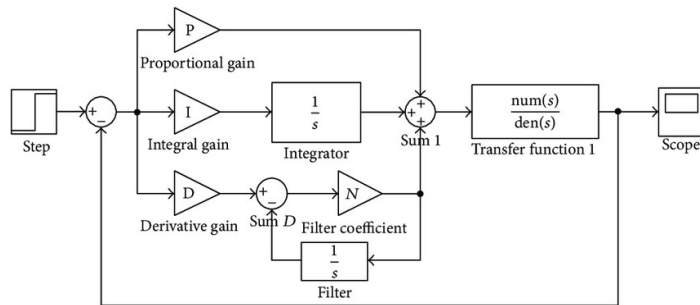 P
Proportional gain
Step
+
−
I
Integral gain
1
s
Integrator
+
+
+
Sum 1
num(s)
den(s)
Transfer function 1
Scope
D
Derivative gain
+
−
Sum D
N
Filter coefficient
1
s
Filter